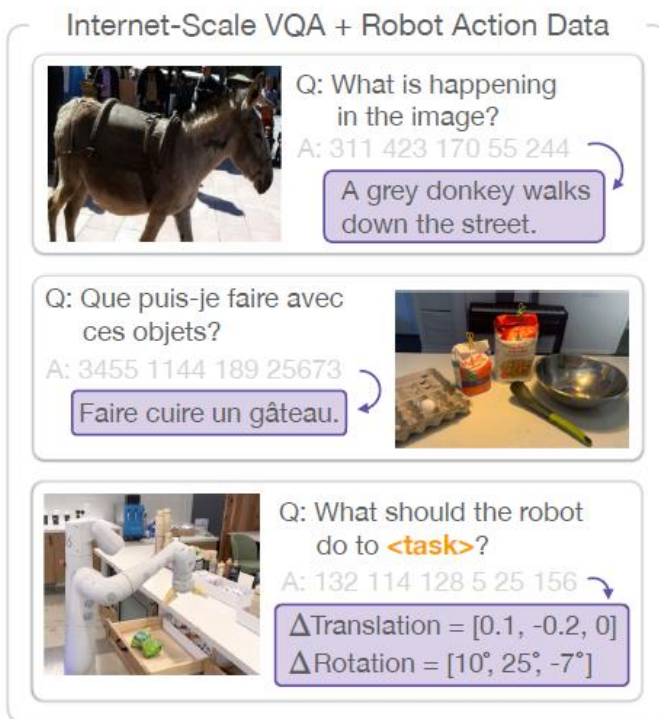 Internet-Scale VQA + Robot Action Data
Q: What is happening
in the image?
A: 311 423 170 55 244
A grey donkey walks
down the street.
Q: Que puis-je faire avec
ces objets?
A: 3455 1144 189 25673
Faire cuire un gâteau.
Q: What should the robot
do to <task>?
A: 132 114 128 5 25 156
ΔTranslation = [0.1, -0.2, 0]
ΔRotation = [10°, 25°, -7°]